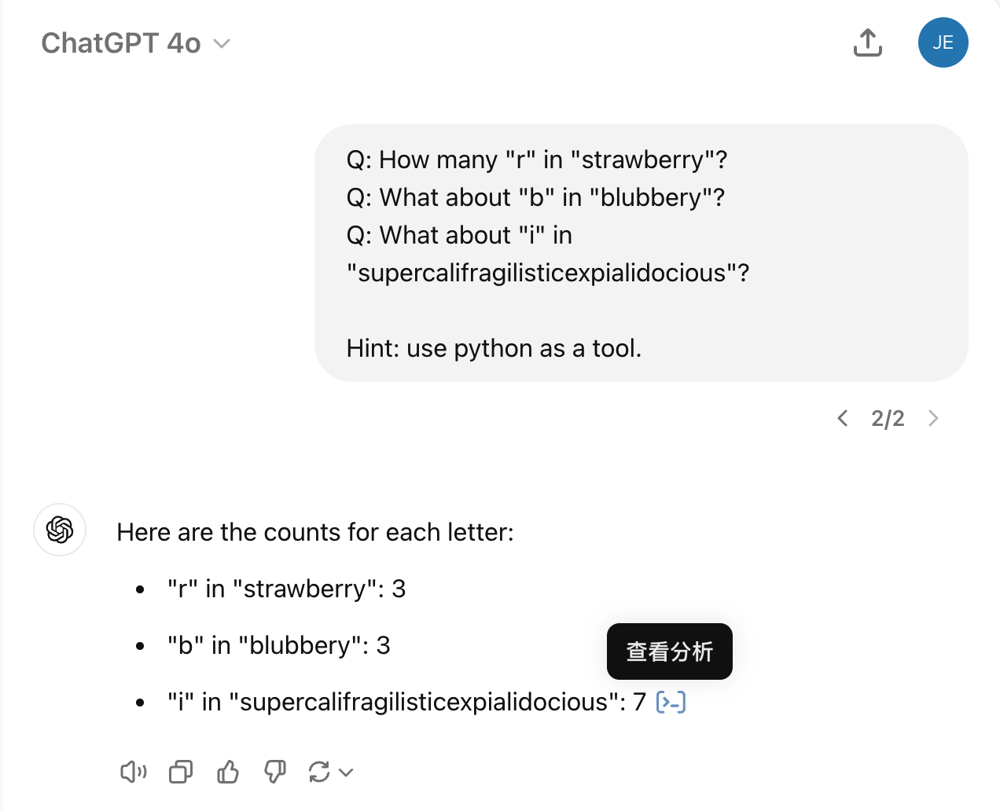 ChatGPT 4o
JE
Q: How many "r" in "strawberry"?
Q: What about "b" in "blubbery"?
Q: What about "i" in
"supercalifragilisticexpialidocious"?
Hint: use python as a tool.
2/2
Here are the counts for each letter:
• "r" in "strawberry": 3
• "b" in "blubbery": 3
查看分析
• "i" in "supercalifragilisticexpialidocious": 7 [>_]